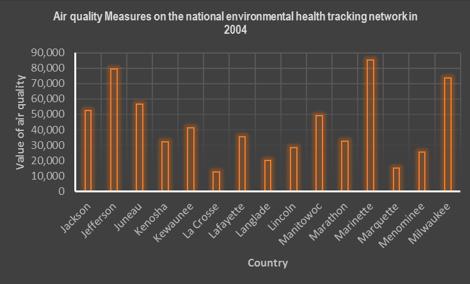 Air quality Measures on the national environmental health tracking network in
2004
90,000
80,000
70,000
60,000
50,000
40,000
30,000
20,000
10,000
0
Value of air quality
Jackson
Jefferson
Juneau
Kenosha
Kewaunee
La Crosse
Lafayette
Langlade
Lincoln
Manitowoc
Marathon
Marinette
Marquette
Menominee
Milwaukee
Country